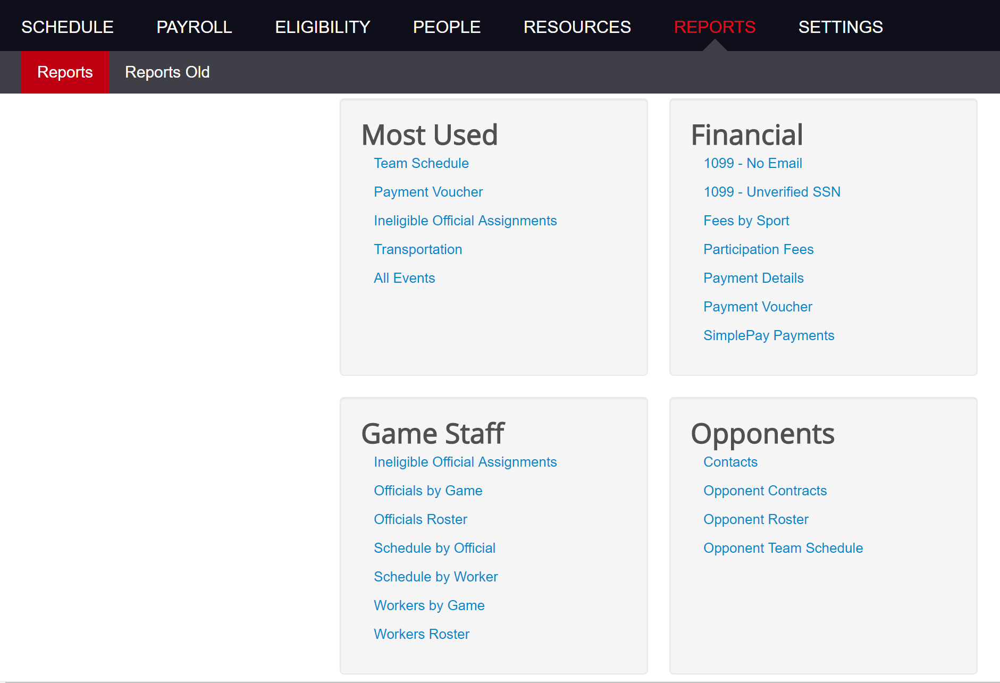 SCHEDULE PAYROLL ELIGIBILITY PEOPLE RESOURCES REPORTS SETTINGS
Reports Reports Old
Most Used
Team Schedule
Payment Voucher
Ineligible Official Assignments
Transportation
All Events
Financial
1099 - No Email
1099 - Unverified SSN
Fees by Sport
Participation Fees
Payment Details
Payment Voucher
SimplePay Payments
Game Staff
Ineligible Official Assignments
Officials by Game
Officials Roster
Schedule by Official
Schedule by Worker
Workers by Game
Workers Roster
Opponents
Contacts
Opponent Contracts
Opponent Roster
Opponent Team Schedule